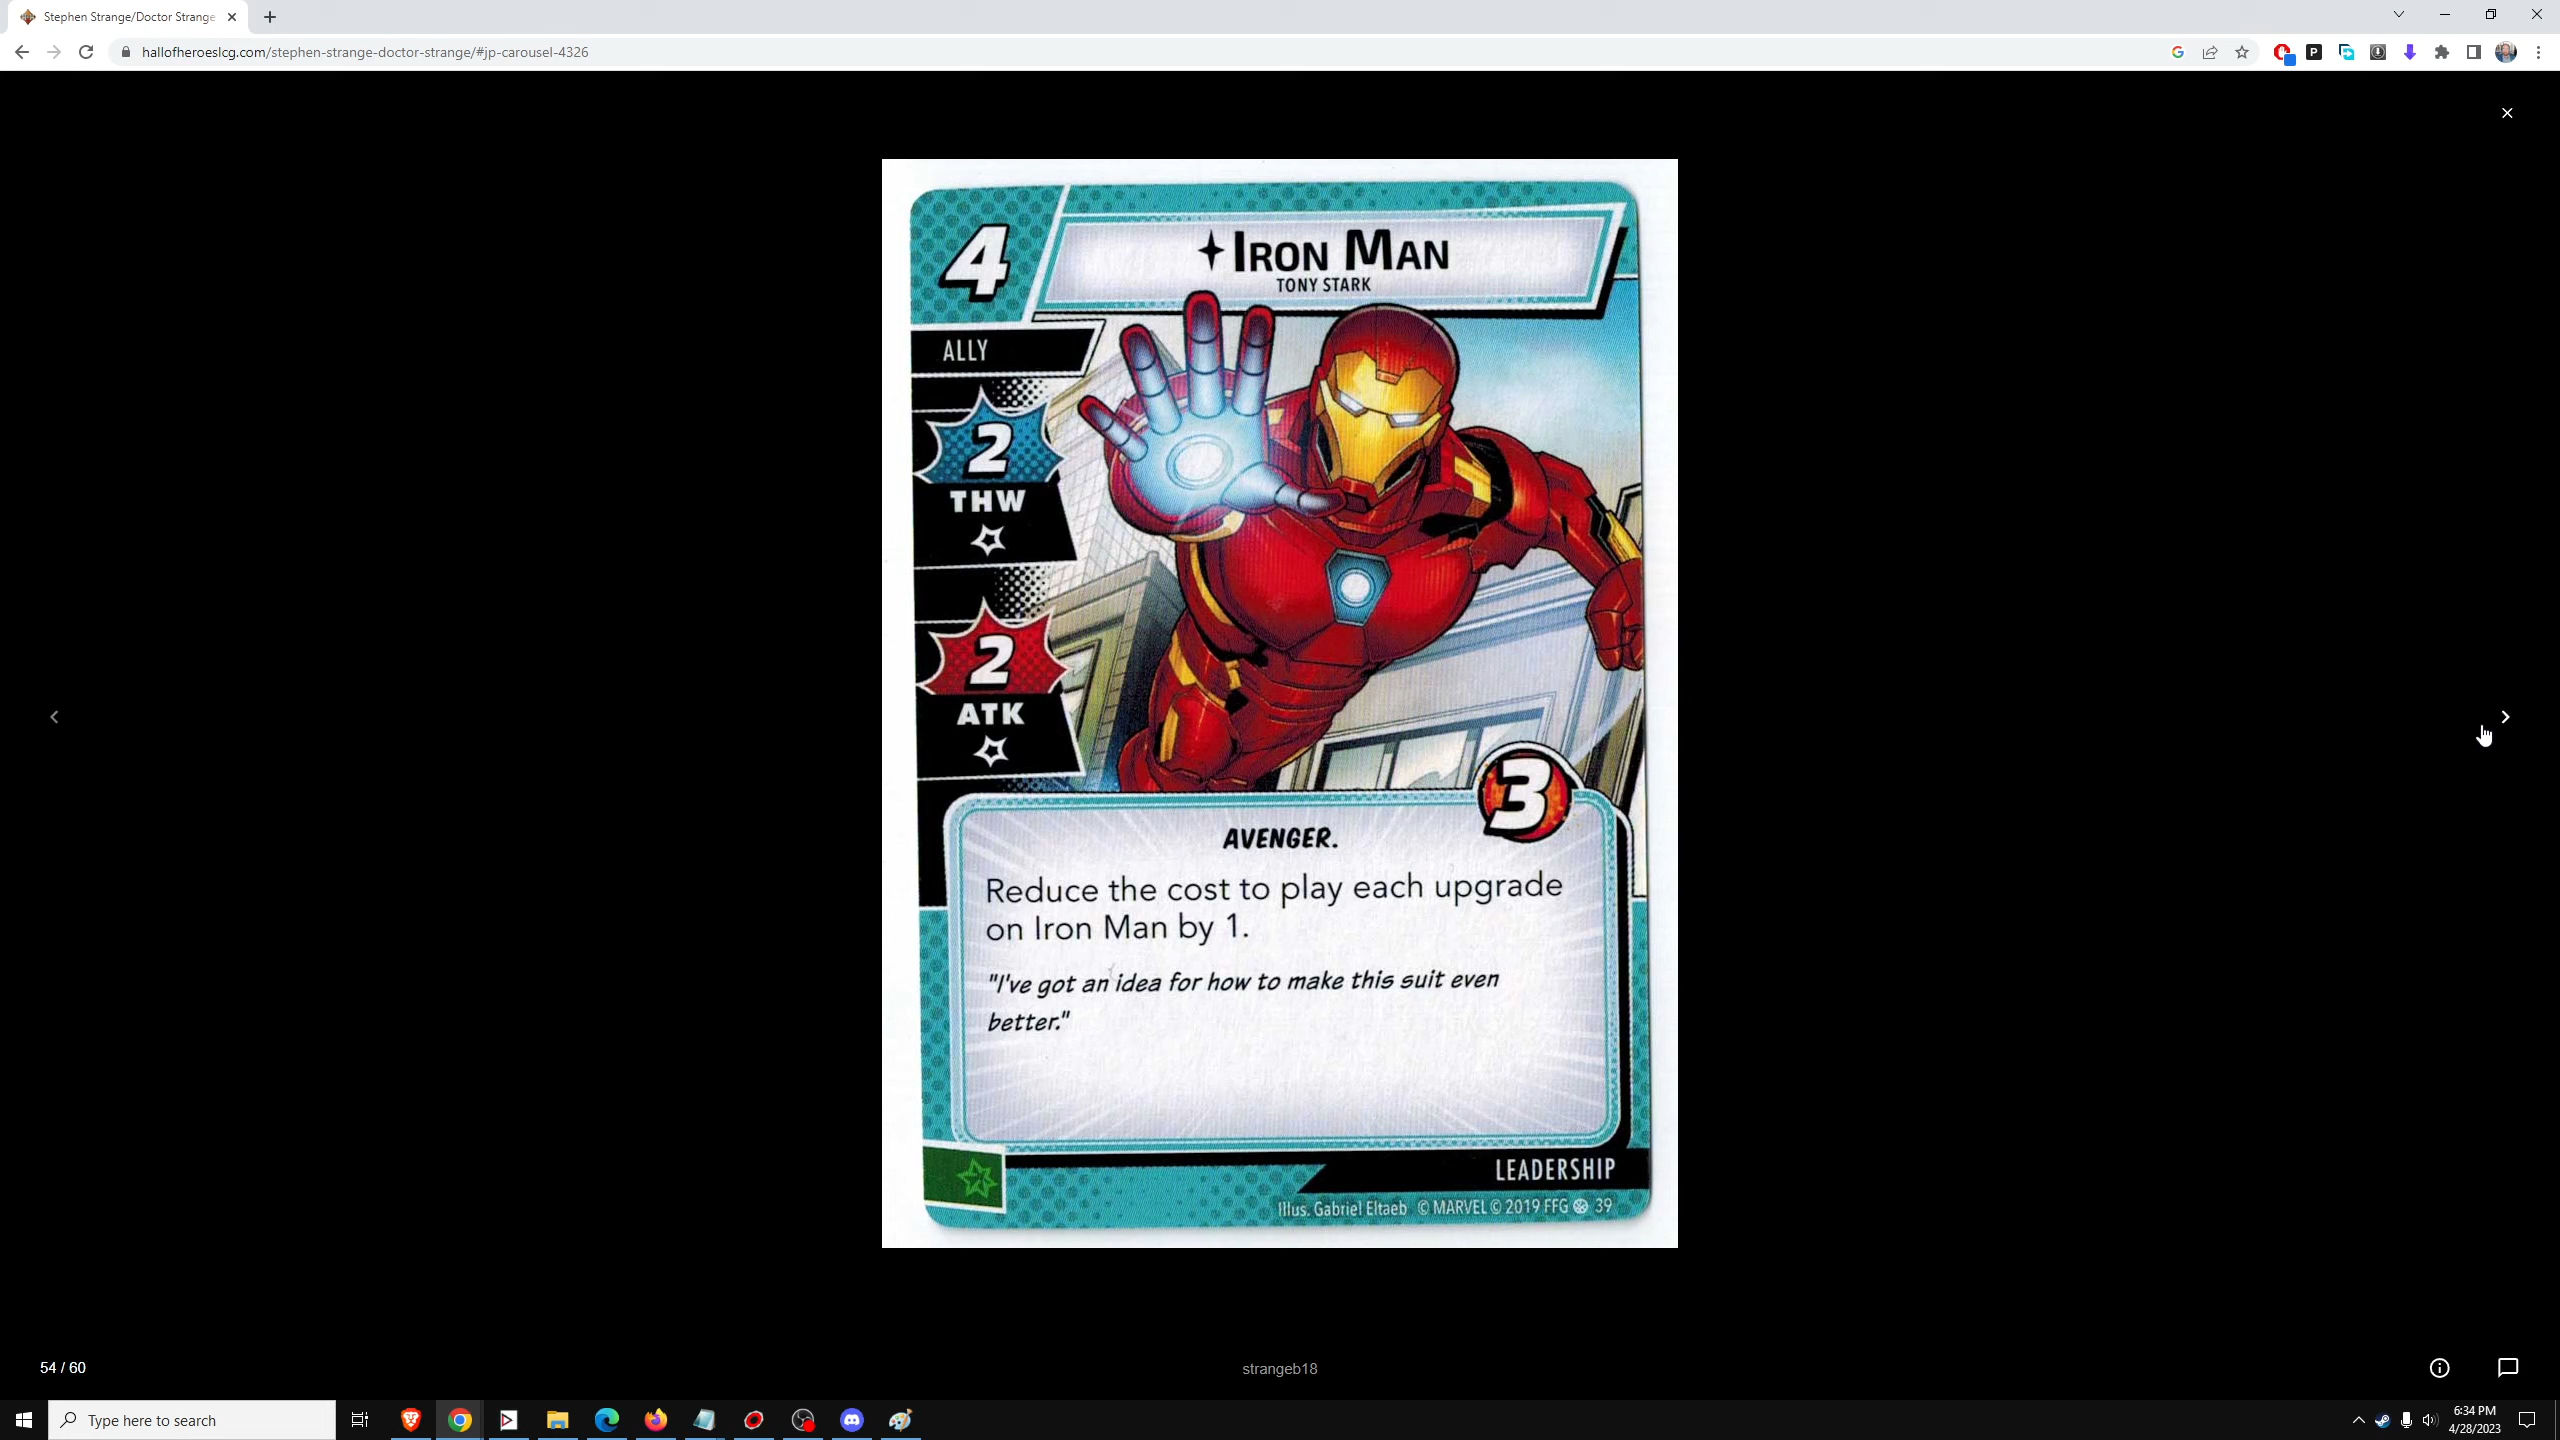 Stephen Strange/Doctor Strange
hallofheroeslcg.com/stephen-strange-doctor-strange/#jp-carousel-4326
4
IRON MAN
TONY STARK
ALLY
2
THW
2
ATK
3
AVENGER.
Reduce the cost to play each upgrade
on Iron Man by 1.
"I've got an idea for how to make this suit even
better."
LEADERSHIP
Illus. Gabriel Eltaeb © MARVEL © 2019 FFG 39
54 / 60
strangeb18
Type here to search
6:34 PM
4/28/2023